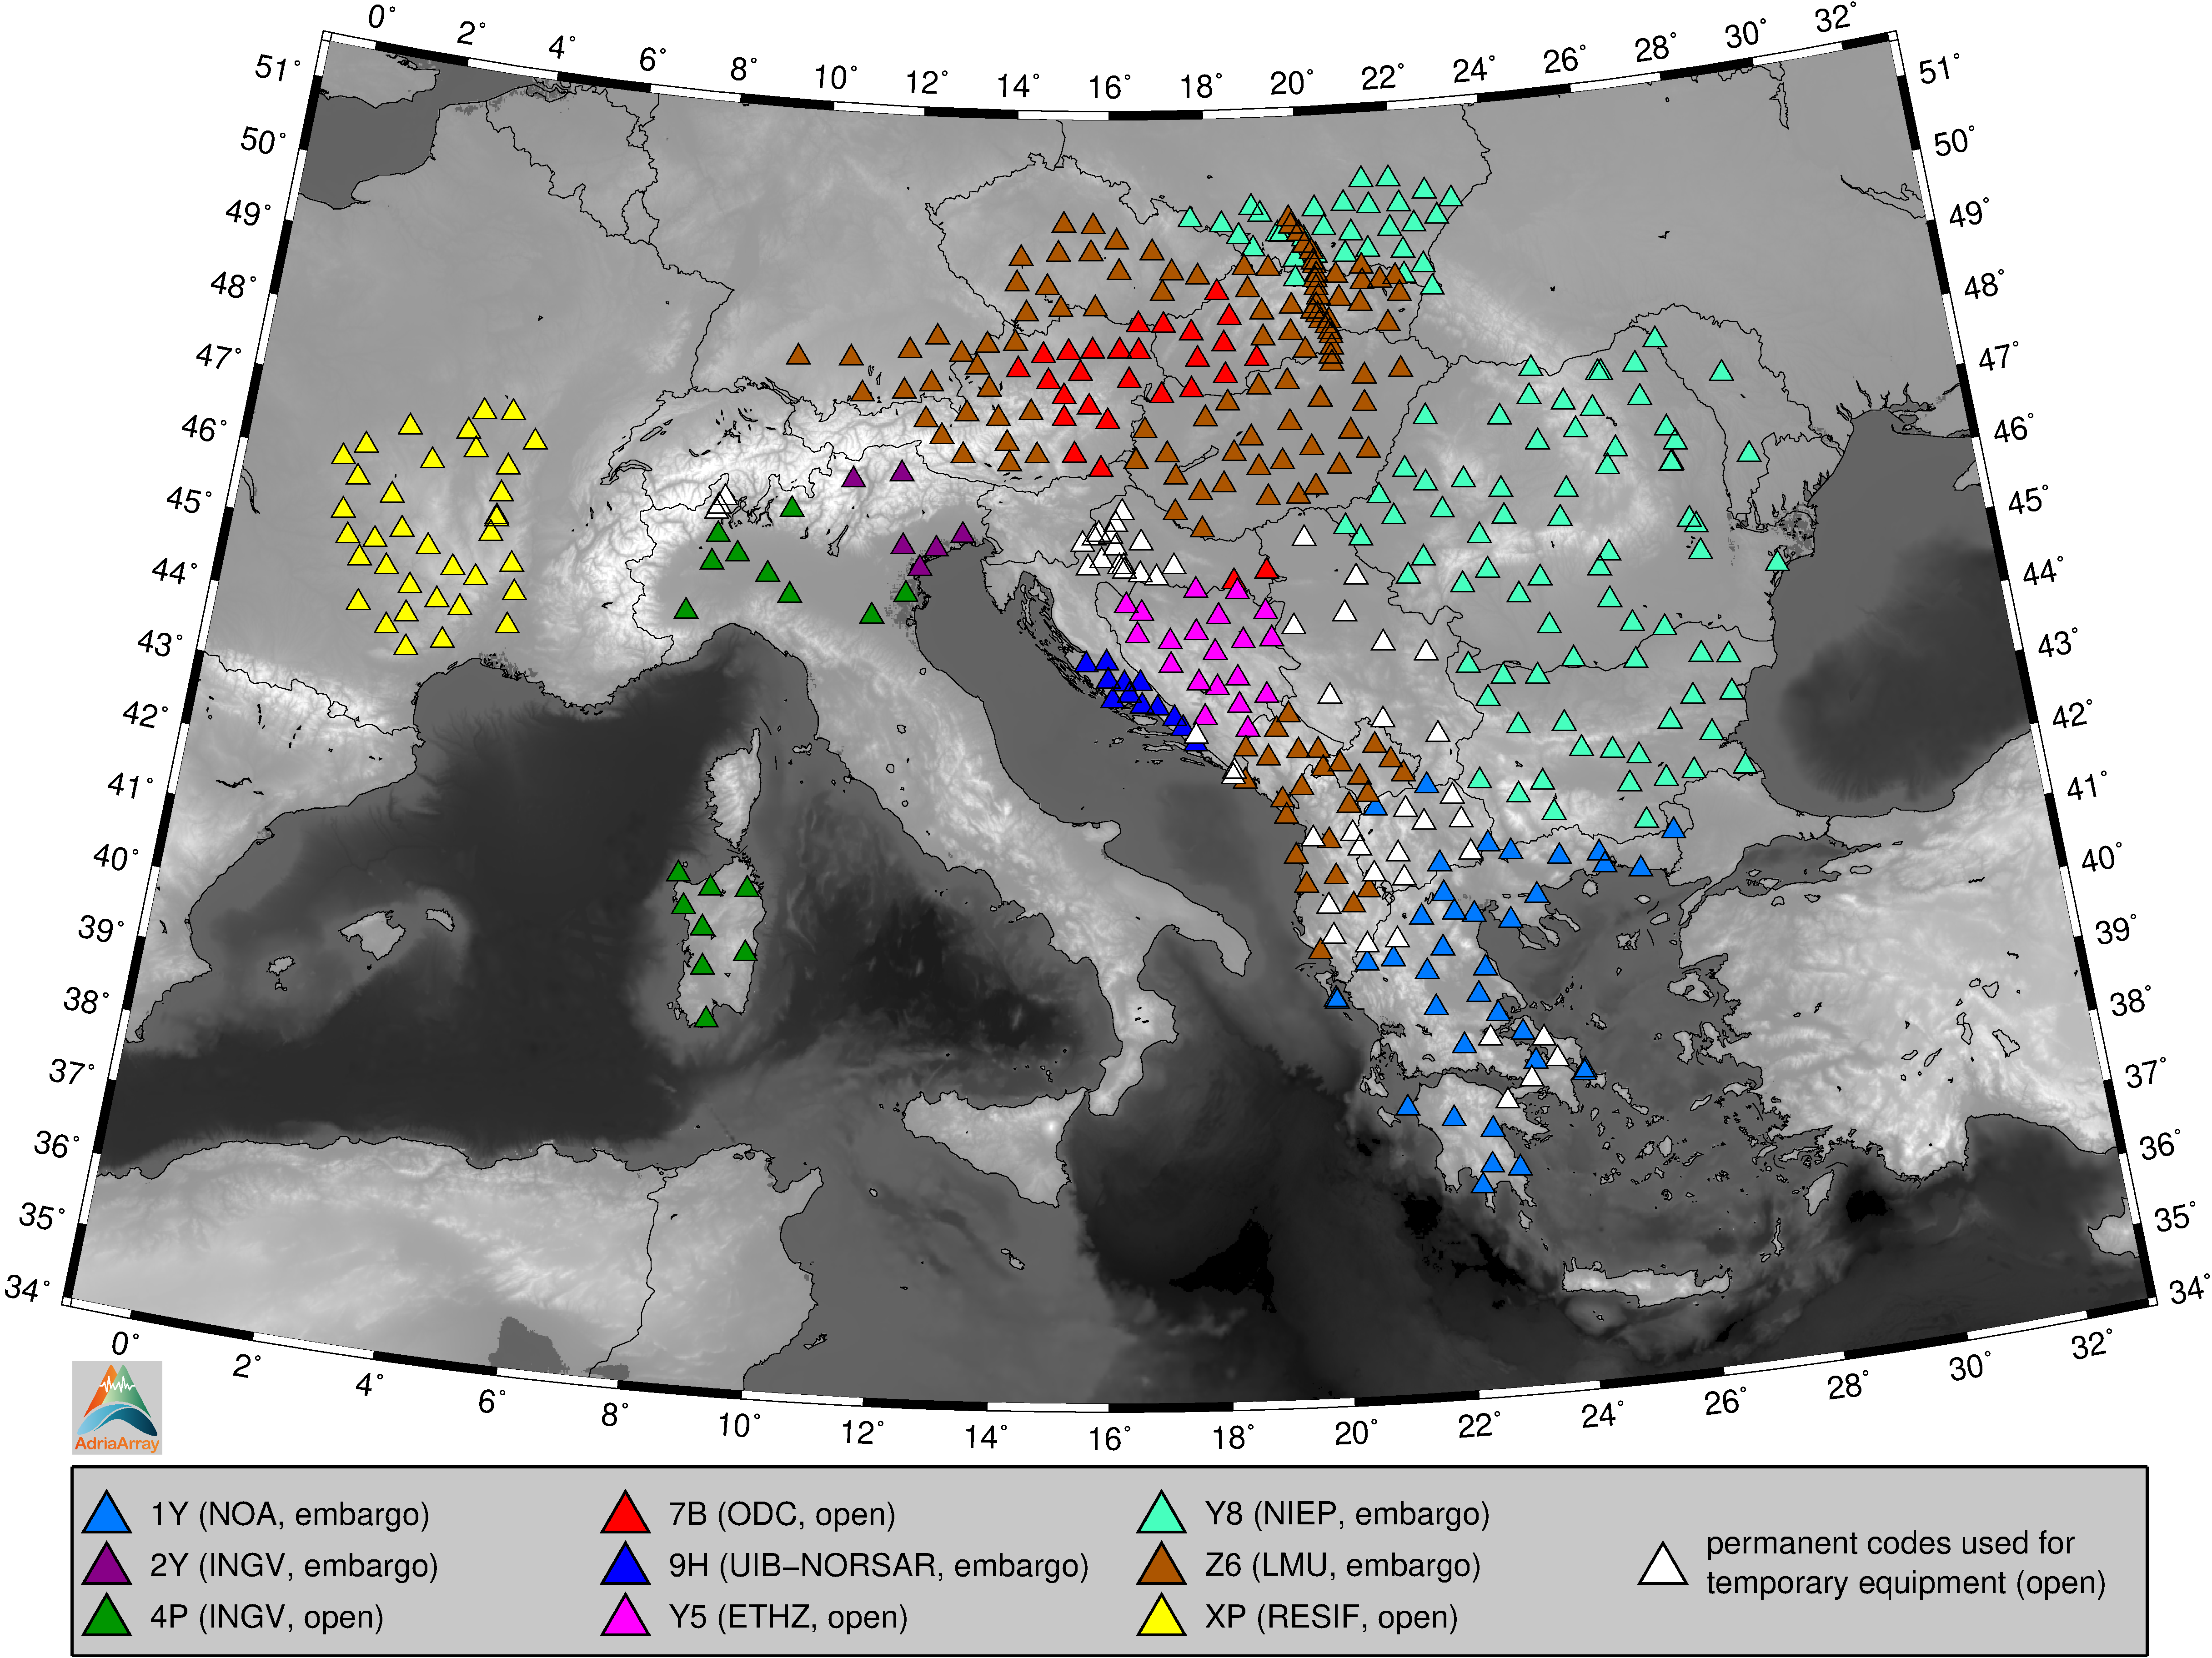 0° 2° 4° 6° 8° 10° 12° 14° 16° 18° 20° 22° 24° 26° 28° 30° 32°
51° 51°
50° 50°
49° 49°
48° 48°
47° 47°
46° 46°
45° 45°
44° 44°
43° 43°
42° 42°
41° 41°
40° 40°
39° 39°
38° 38°
37° 37°
36° 36°
35° 35°
34° 34°
0° 2° 4° 6° 8° 10° 12° 14° 16° 18° 20° 22° 24° 26° 28° 30° 32°
AdriaArray
1Y (NOA, embargo)
2Y (INGV, embargo)
4P (INGV, open)
7B (ODC, open)
9H (UIB−NORSAR, embargo)
Y5 (ETHZ, open)
Y8 (NIEP, embargo)
Z6 (LMU, embargo)
XP (RESIF, open)
permanent codes used for
temporary equipment (open)